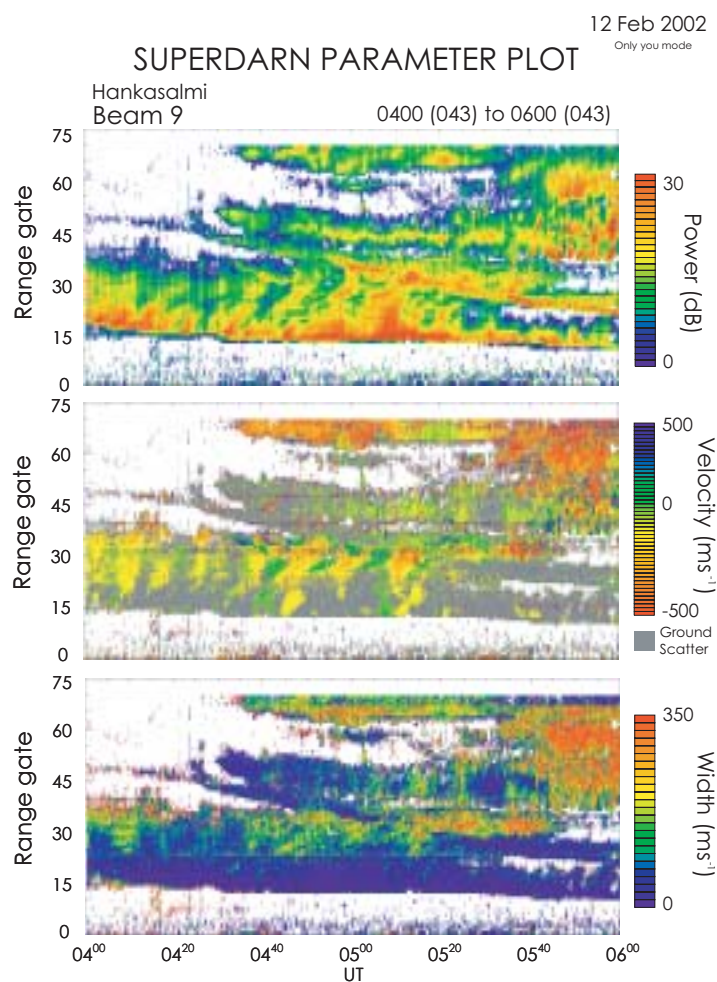 12 Feb 2002
Only you mode
SUPERDARN PARAMETER PLOT
Hankasalmi
Beam 9
0400 (043) to 0600 (043)
75
60
45
30
15
0
Range gate
30
0
Power (dB)
75
60
45
30
15
0
Range gate
500
0
-500
Velocity (ms⁻¹)
Ground
Scatter
75
60
45
30
15
0
Range gate
350
0
Width (ms⁻¹)
04⁰⁰ 04²⁰ 04⁴⁰ 05⁰⁰ 05²⁰ 05⁴⁰ 06⁰⁰
UT